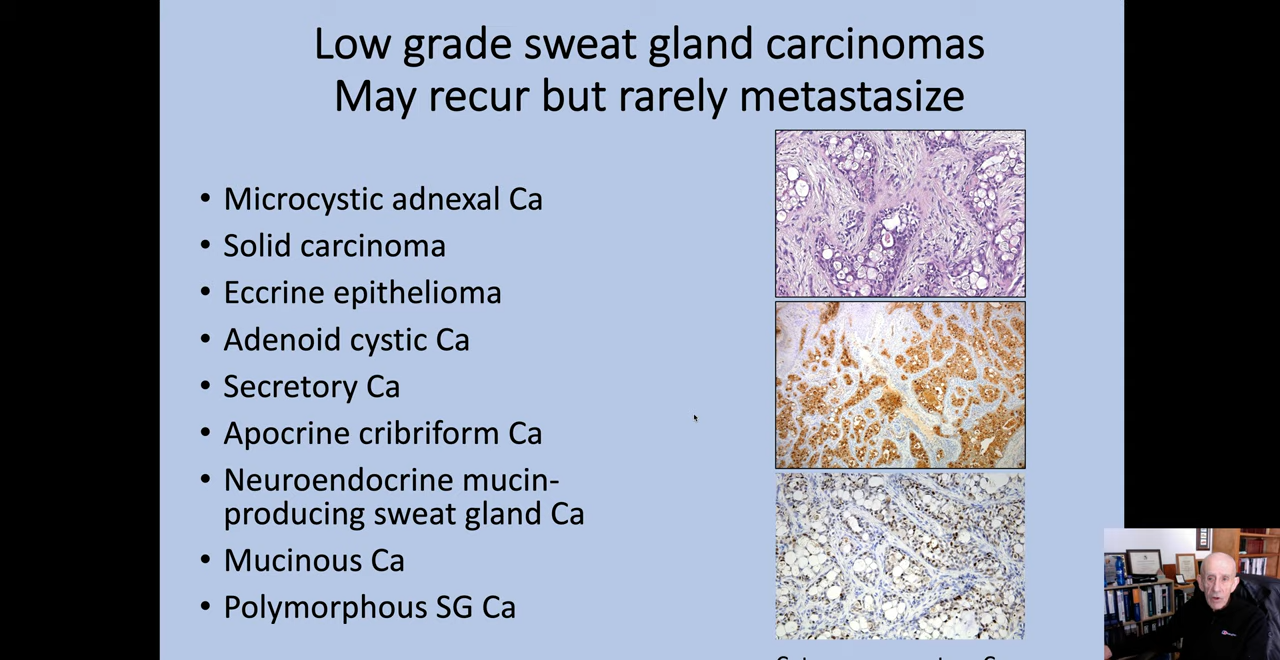 Low grade sweat gland carcinomas
May recur but rarely metastasize
• Microcystic adnexal Ca
• Solid carcinoma
• Eccrine epithelioma
• Adenoid cystic Ca
• Secretory Ca
• Apocrine cribriform Ca
• Neuroendocrine mucin-
producing sweat gland Ca
• Mucinous Ca
• Polymorphous SG Ca